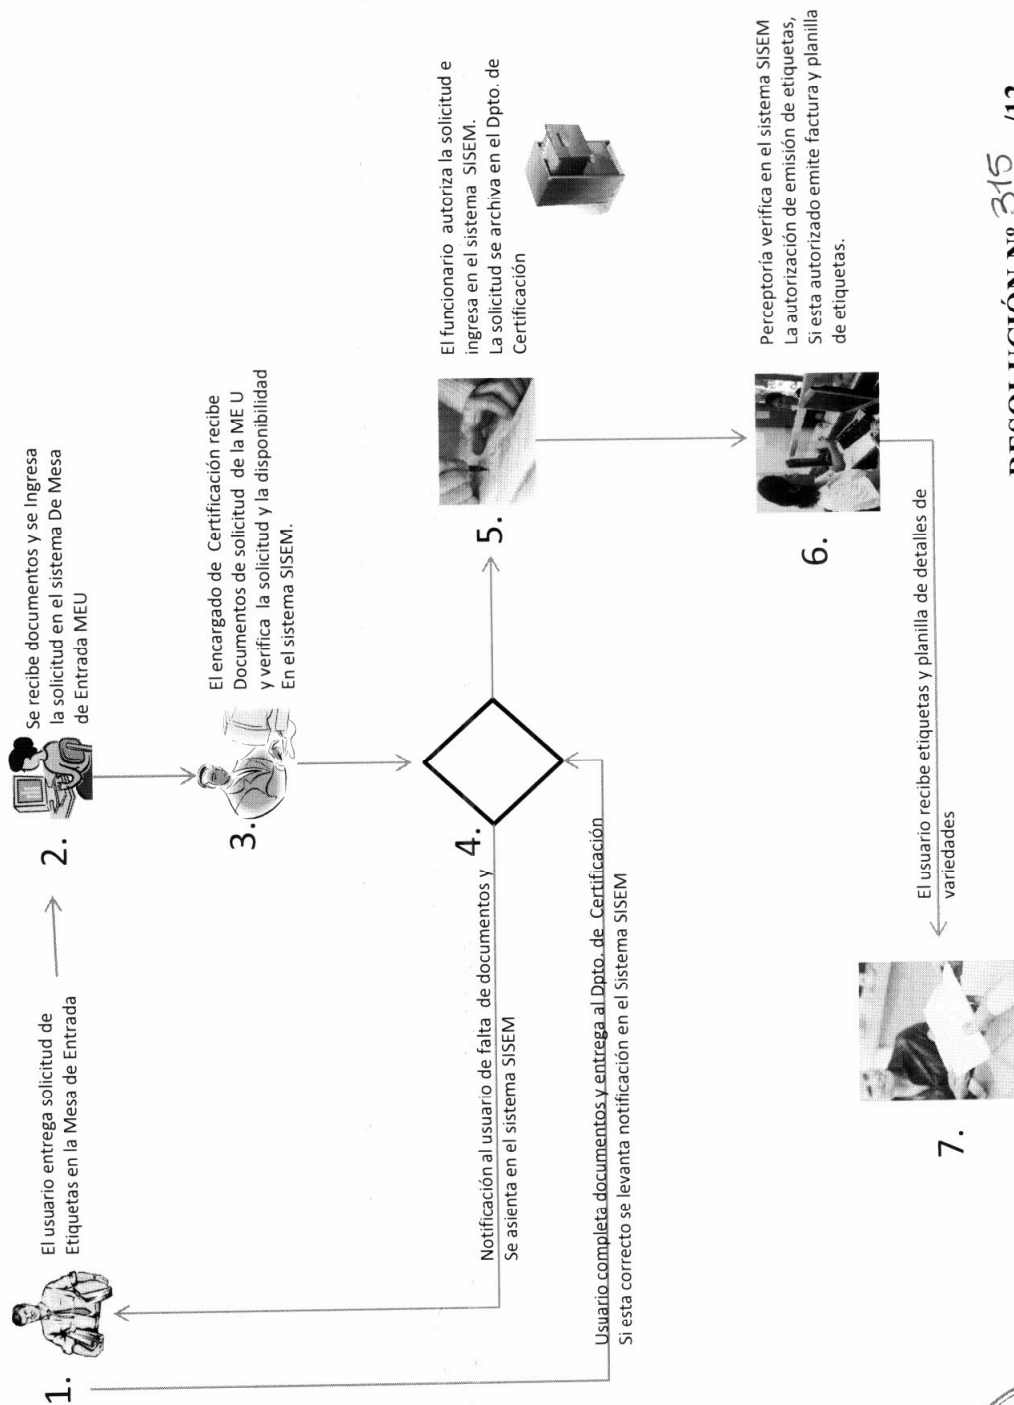 1.
El usuario entrega solicitud de
Etiquetas en la Mesa de Entrada
2.
Se recibe documentos y se Ingresa
la solicitud en el sistema De Mesa
de Entrada MEU
3.
El encargado de Certificación recibe
Documentos de solicitud de la ME U
y verifica la solicitud y la disponibilidad
En el sistema SISEM.
4.
Notificación al usuario de falta de documentos y
Se asienta en el sistema SISEM
Usuario completa documentos y entrega al Dpto. de Certificación
Si esta correcto se levanta notificación en el Sistema SISEM
5.
El funcionario autoriza la solicitud e
ingresa en el sistema SISEM.
La solicitud se archiva en el Dpto. de
Certificación
6.
Perceptoría verifica en el sistema SISEM
La autorización de emisión de etiquetas,
Si esta autorizado emite factura y planilla
de etiquetas.
El usuario recibe etiquetas y planilla de detalles de
variedades
7.
RESOLUCIÓN Nº 315 /12